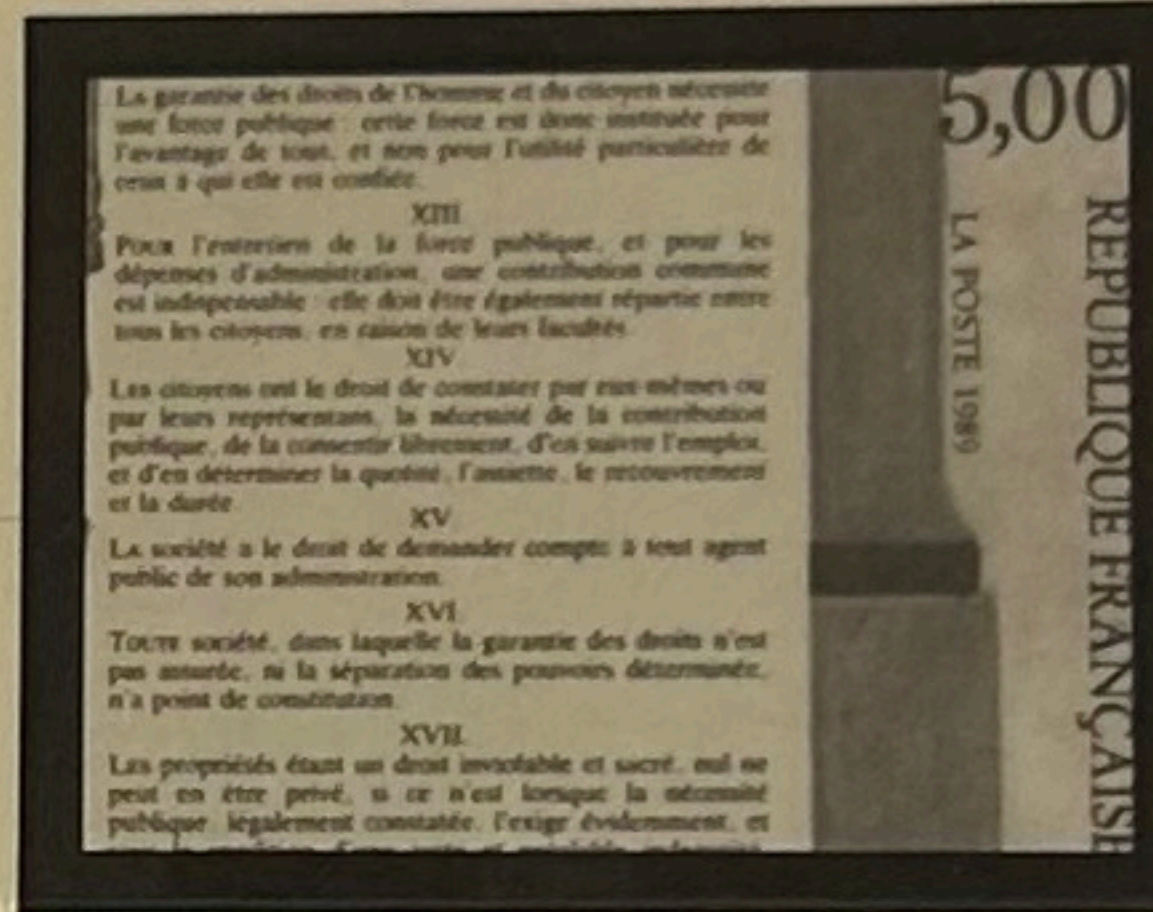 La garantie des droits de l'homme et du citoyen nécessite
une force publique : cette force est donc instituée pour
l'avantage de tous, et non pour l'utilité particulière de
ceux à qui elle est confiée.
XIII
Pour l'entretien de la force publique, et pour les
dépenses d'administration, une contribution commune
est indispensable : elle doit être également répartie entre
tous les citoyens, en raison de leurs facultés.
XIV
Les citoyens ont le droit de constater par eux-mêmes ou
par leurs représentans, la nécessité de la contribution
publique, de la consentir librement, d'en suivre l'emploi,
et d'en déterminer la quotité, l'assiette, le recouvrement
et la durée.
XV
La société a le droit de demander compte à tout agent
public de son administration.
XVI
Toute société, dans laquelle la garantie des droits n'est
pas assurée, ni la séparation des pouvoirs déterminée,
n'a point de constitution.
XVII
Les propriétés étant un droit inviolable et sacré, nul ne
peut en être privé, si ce n'est lorsque la nécessité
publique, légalement constatée, l'exige évidemment, et
5,00
LA POSTE 1989
REPUBLIQUE FRANÇAISE